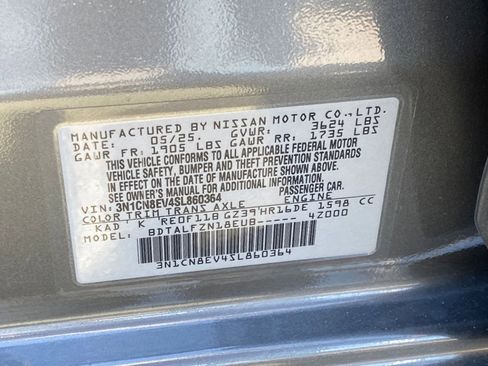 MANUFACTURED BY NISSAN MOTOR CO., LTD.
DATE: 05/25. GVWR: 3624 LBS
GAWR FR: 1905 LBS GAWR RR: 1735 LBS
THIS VEHICLE CONFORMS TO ALL APPLICABLE FEDERAL MOTOR
VEHICLE SAFETY, BUMPER AND THEFT PREVENTION STANDARDS
IN EFFECT ON THE DATE OF MANUFACTURE SHOWN ABOVE.
SEE OWNER'S MANUAL FOR ADDITIONAL INFORMATION.
VIN: 3N1CN8EV4SL860364 PASSENGER CAR.
COLOR TRIM TRANS AXLE ENGINE
KAD K RE0F11B GZ39 HR16DE 1598 CC
BDTALFZN18EUB 4Z000
3N1CN8EV4SL860364